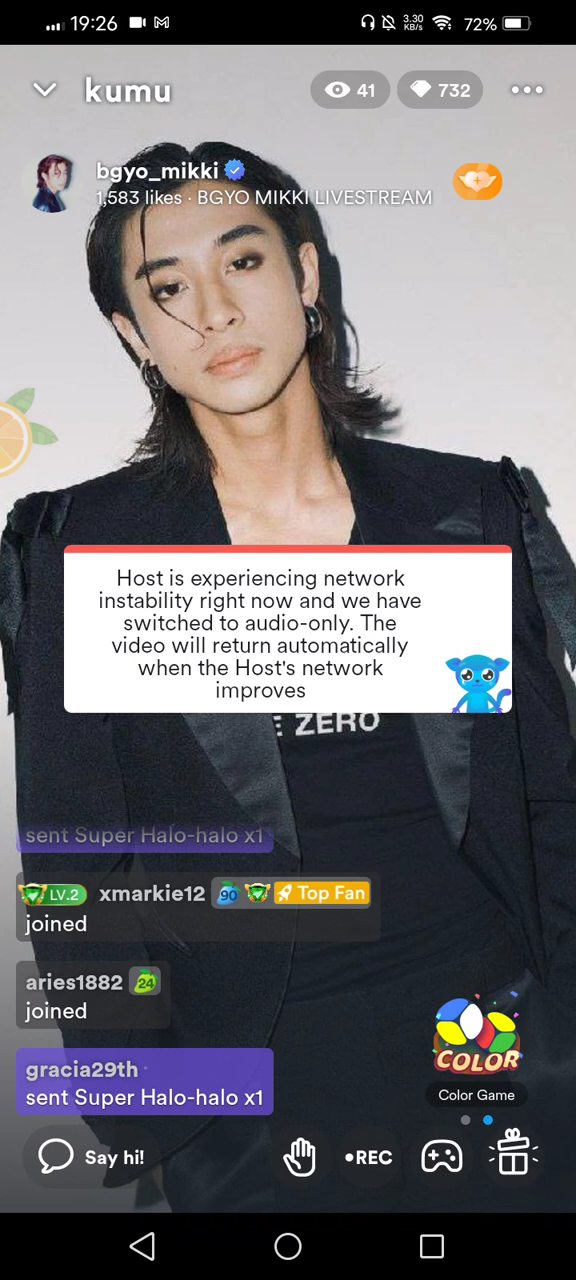 19:26
3.30
KB/s
72%
kumu
41
732
bgyo_mikki
1,583 likes · BGYO MIKKI LIVESTREAM
Host is experiencing network
instability right now and we have
switched to audio-only. The
video will return automatically
when the Host's network
improves
ZERO
sent Super Halo-halo x1
LV.2 xmarkie12 90 Top Fan
joined
aries1882 24
joined
gracia29th
sent Super Halo-halo x1
COLOR
Color Game
Say hi!
•REC